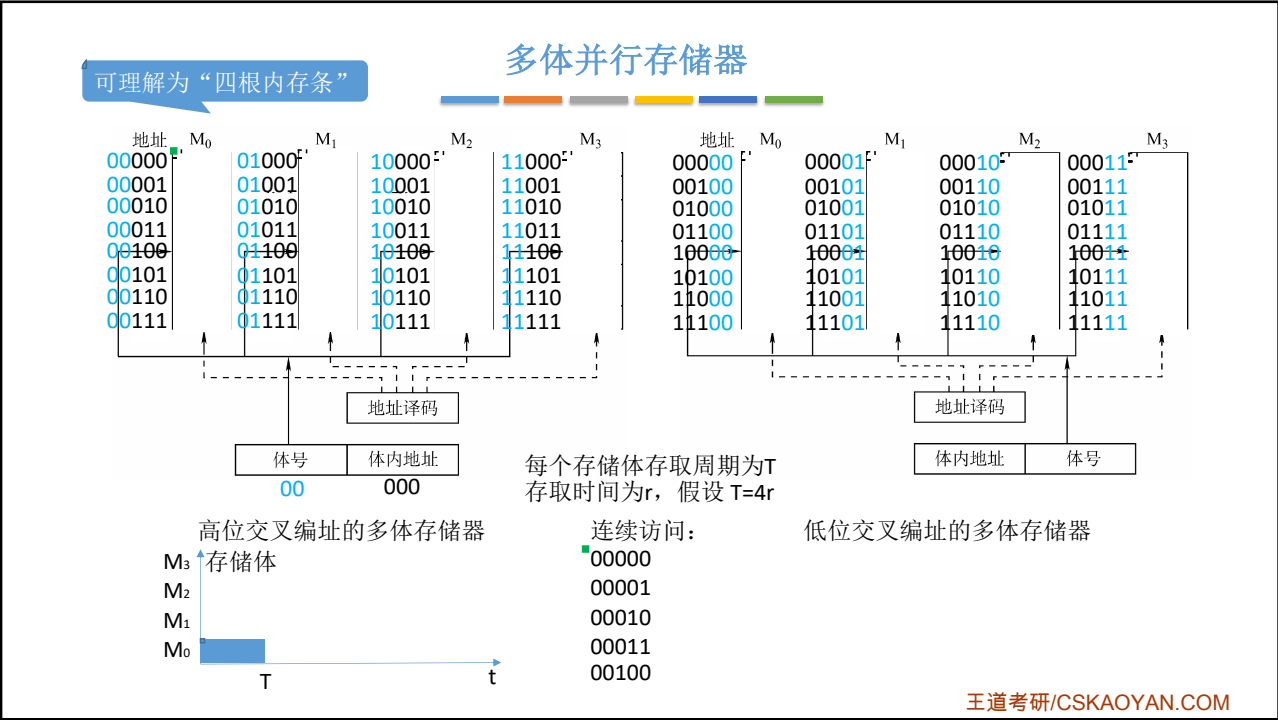 多体并行存储器
可理解为“四根内存条”
地址 M0 M1 M2 M3
00000 01000 10000 11000
00001 01001 10001 11001
00010 01010 10010 11010
00011 01011 10011 11011
00100 01100 10100 11100
00101 01101 10101 11101
00110 01110 10110 11110
00111 01111 10111 11111
地址译码
体号 体内地址
00 000
高位交叉编址的多体存储器
地址 M0 M1 M2 M3
00000 00001 00010 00011
00100 00101 00110 00111
01000 01001 01010 01011
01100 01101 01110 01111
10000 10001 10010 10011
10100 10101 10110 10111
11000 11001 11010 11011
11100 11101 11110 11111
地址译码
体内地址 体号
低位交叉编址的多体存储器
每个存储体存取周期为T
存取时间为r，假设 T=4r
连续访问：
00000
00001
00010
00011
00100
存储体
M3
M2
M1
M0
T
t
王道考研/CSKAOYAN.COM